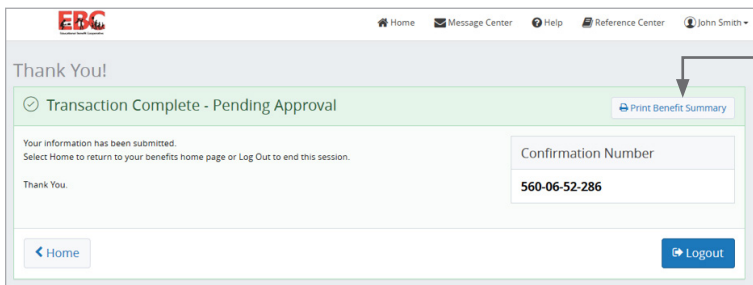 EBC
Home Message Center Help Reference Center John Smith
Thank You!
Transaction Complete - Pending Approval
Print Benefit Summary
Your information has been submitted.
Select Home to return to your benefits home page or Log Out to end this session.
Thank You.
Confirmation Number
560-06-52-286
Home
Logout